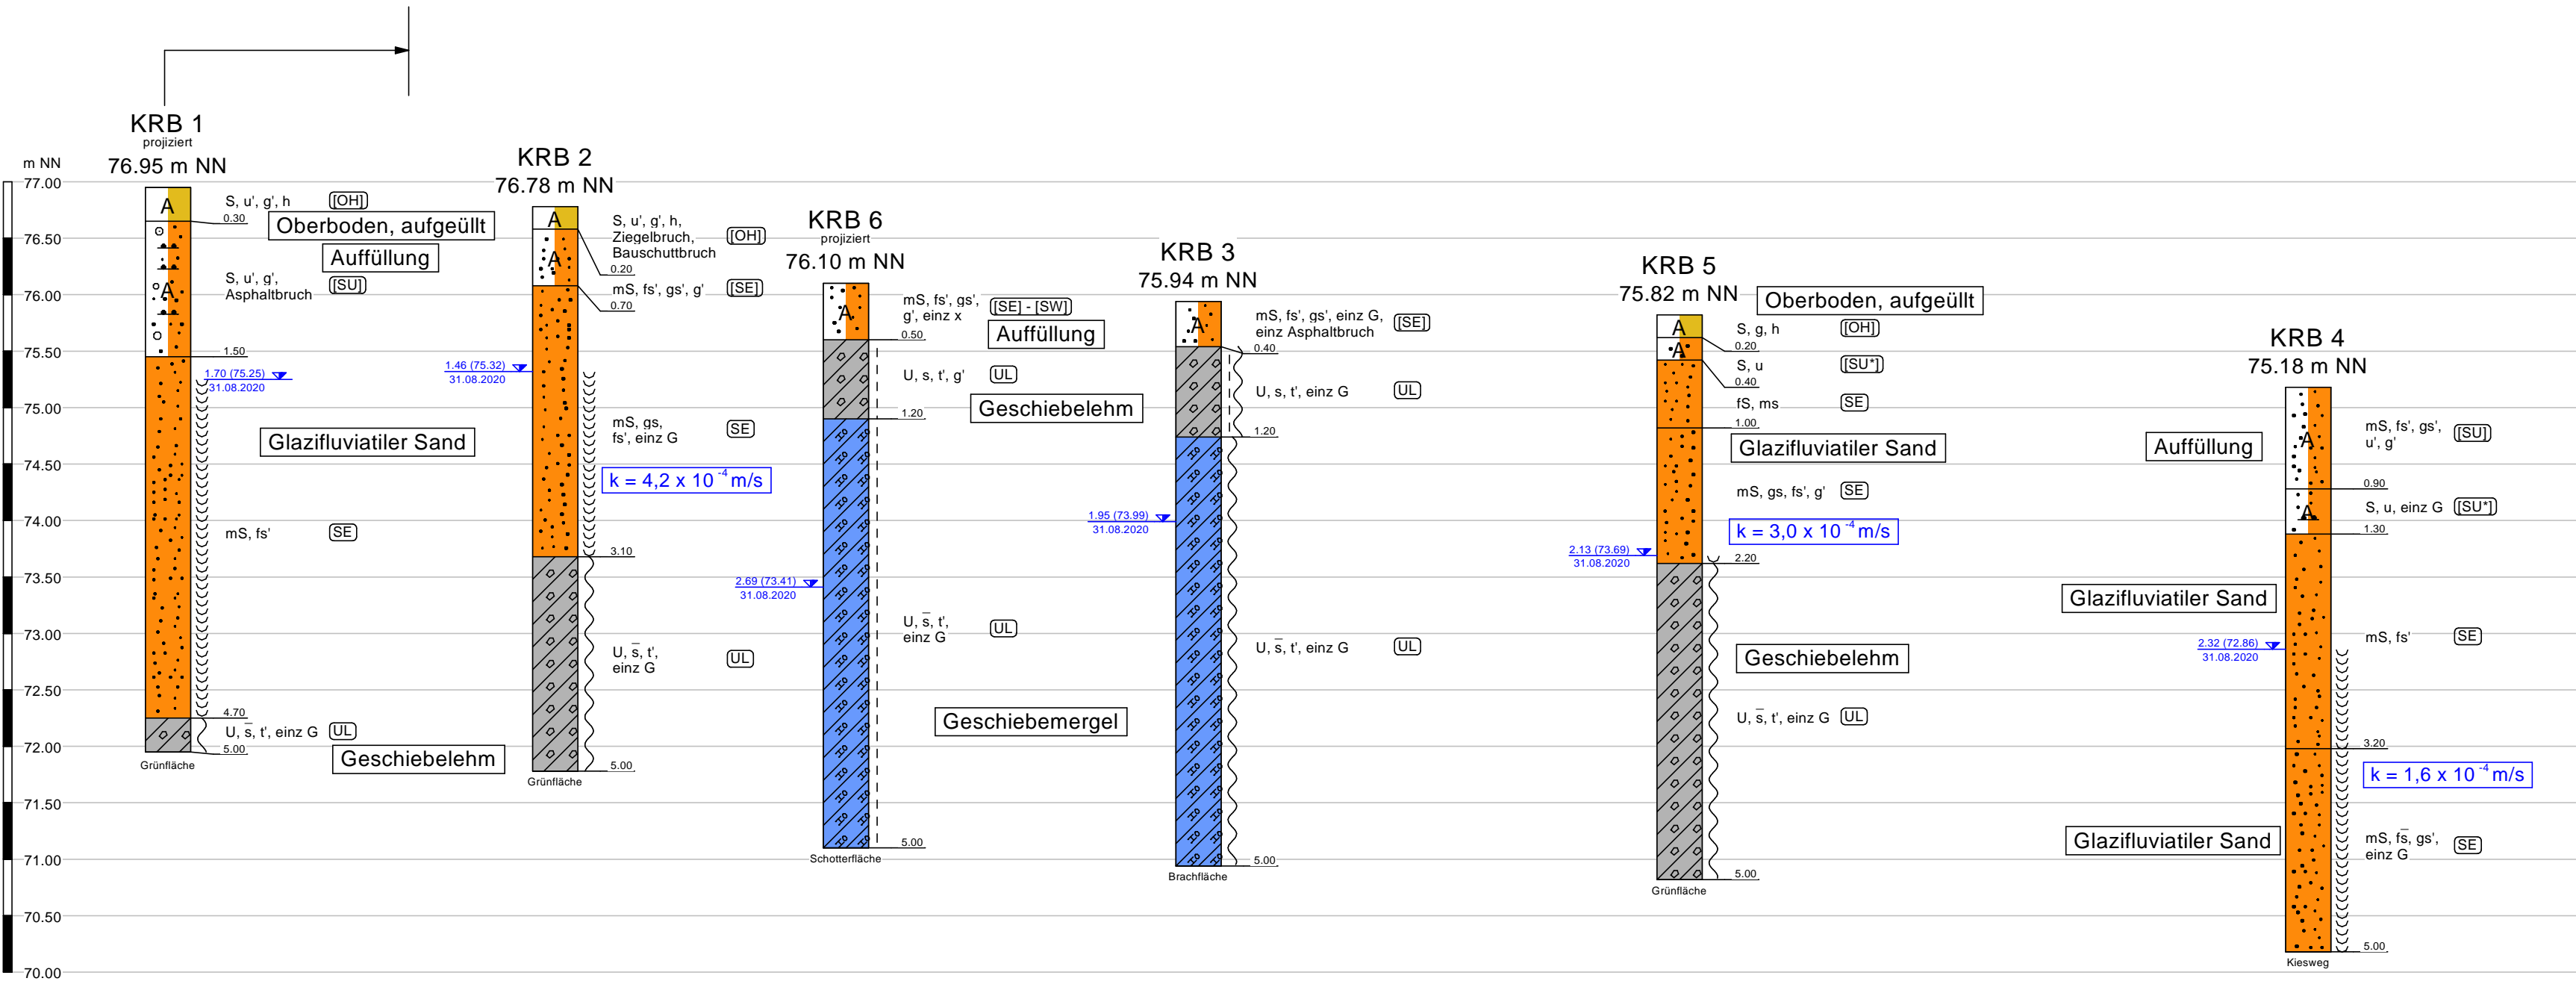 KRB 1
projiziert
76.95 m NN
S, u', g', h [OH]
0.30
Oberboden, aufgeüllt
Auffüllung
A
S, u', g',
Asphaltbruch [SU]
A
1.50
1.70 (75.25)
31.08.2020
Glazifluviatiler Sand
mS, fs' SE
4.70
U, s̅, t', einz G UL
5.00
Geschiebelehm
Grünfläche
m NN
77.00
76.50
76.00
75.50
75.00
74.50
74.00
73.50
73.00
72.50
72.00
71.50
71.00
70.50
70.00
KRB 2
76.78 m NN
A
S, u', g', h,
Ziegelbruch,
Bauschuttbruch [OH]
0.20
A
mS, fs', gs', g' [SE]
0.70
1.46 (75.32)
31.08.2020
mS, gs,
fs', einz G SE
k = 4,2 x 10⁻⁴ m/s
3.10
U, s̅, t',
einz G UL
5.00
Grünfläche
KRB 6
projiziert
76.10 m NN
A
mS, fs', gs',
g', einz x [SE] - [SW]
Auffüllung
0.50
U, s, t', g' UL
Geschiebelehm
1.20
2.69 (73.41)
31.08.2020
U, s̅, t',
einz G UL
Geschiebemergel
5.00
Schotterfläche
KRB 3
75.94 m NN
A
mS, fs', gs', einz G,
einz Asphaltbruch [SE]
0.40
U, s, t', einz G UL
1.20
1.95 (73.99)
31.08.2020
U, s̅, t', einz G UL
5.00
Brachfläche
KRB 5
75.82 m NN
Oberboden, aufgeüllt
A
S, g, h [OH]
0.20
A
S, u [SU*]
0.40
fS, ms SE
1.00
Glazifluviatiler Sand
mS, gs, fs', g' SE
k = 3,0 x 10⁻⁴ m/s
2.13 (73.69)
31.08.2020
2.20
Geschiebelehm
U, s̅, t', einz G UL
5.00
Grünfläche
KRB 4
75.18 m NN
A
mS, fs', gs',
u', g' [SU]
Auffüllung
0.90
A
S, u, einz G [SU*]
1.30
Glazifluviatiler Sand
mS, fs' SE
2.32 (72.86)
31.08.2020
3.20
k = 1,6 x 10⁻⁴ m/s
Glazifluviatiler Sand
mS, fs̅, gs',
einz G SE
5.00
Kiesweg